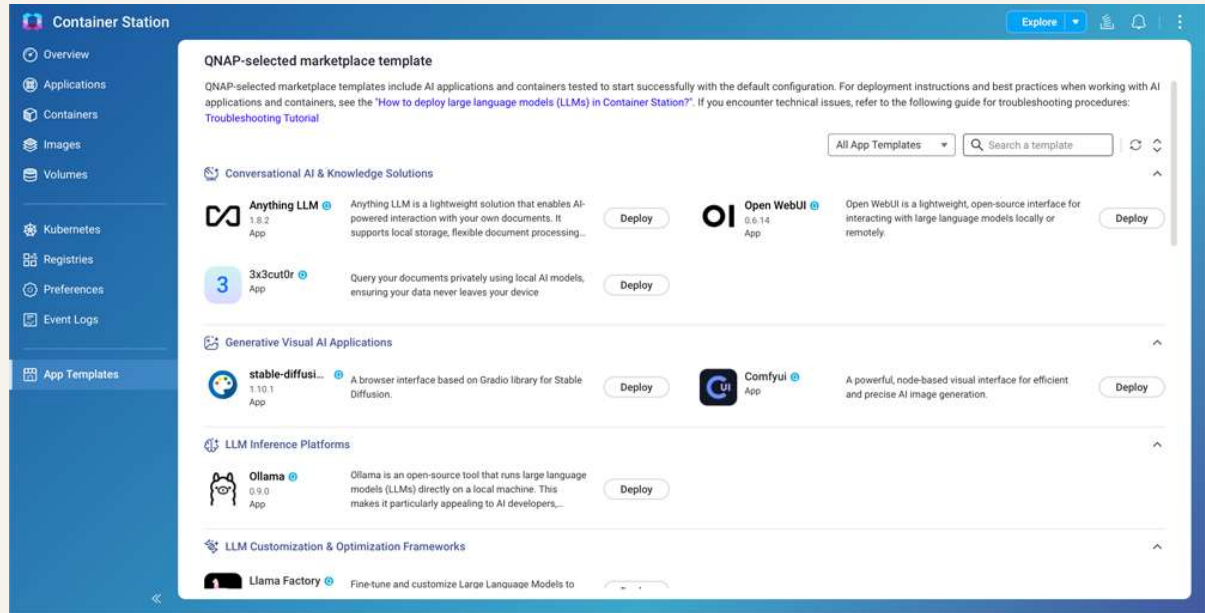 Container Station
Explore
Overview
Applications
Containers
Images
Volumes
Kubernetes
Registries
Preferences
Event Logs
App Templates
QNAP-selected marketplace template
QNAP-selected marketplace templates include AI applications and containers tested to start successfully with the default configuration. For deployment instructions and best practices when working with AI
applications and containers, see the "How to deploy large language models (LLMs) in Container Station?". If you encounter technical issues, refer to the following guide for troubleshooting procedures:
Troubleshooting Tutorial
All App Templates
Search a template
Conversational AI & Knowledge Solutions
Anything LLM
1.8.2
App
Anything LLM is a lightweight solution that enables AI-
powered interaction with your own documents. It
supports local storage, flexible document processing...
Deploy
OI
Open WebUI
0.6.14
App
Open WebUI is a lightweight, open-source interface for
interacting with large language models locally or
remotely.
Deploy
3
3x3cut0r
App
Query your documents privately using local AI models,
ensuring your data never leaves your device
Deploy
Generative Visual AI Applications
stable-diffusi...
1.10.1
App
A browser interface based on Gradio library for Stable
Diffusion.
Deploy
CUI
Comfyui
App
A powerful, node-based visual interface for efficient
and precise AI image generation.
Deploy
LLM Inference Platforms
Ollama
0.9.0
App
Ollama is an open-source tool that runs large language
models (LLMs) directly on a local machine. This
makes it particularly appealing to AI developers,...
Deploy
LLM Customization & Optimization Frameworks
Llama Factory
Fine-tune and customize Large Language Models to